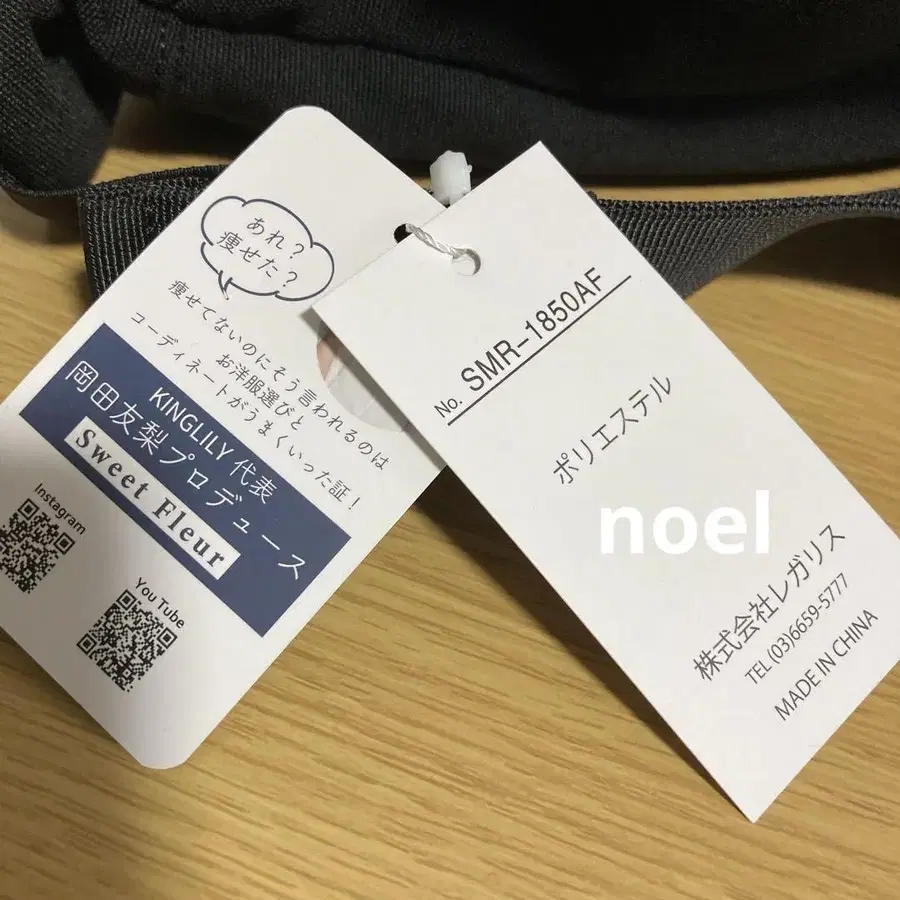 あれ?
痩せた?
痩せてないのにそう言われるのは
お洋服選びと
コーディネートがうまくいった証!
KINGLILY 代表
岡田友梨プロデュース
Sweet Fleur
Instagram
You Tube
No. SMR-1850AF
ポリエステル
noel
株式会社レガリス
TEL (03)6659-5777
MADE IN CHINA